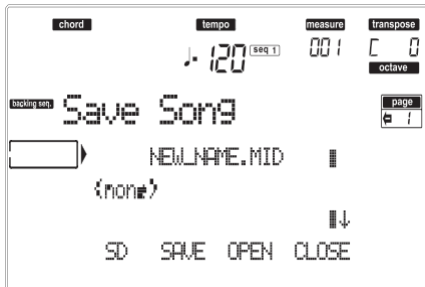 chord tempo measure transpose
♩. 120 seq 1 001 C 0
octave
backing seq. Save Song page
1
NEW_NAME.MID
(none)
SD SAVE OPEN CLOSE